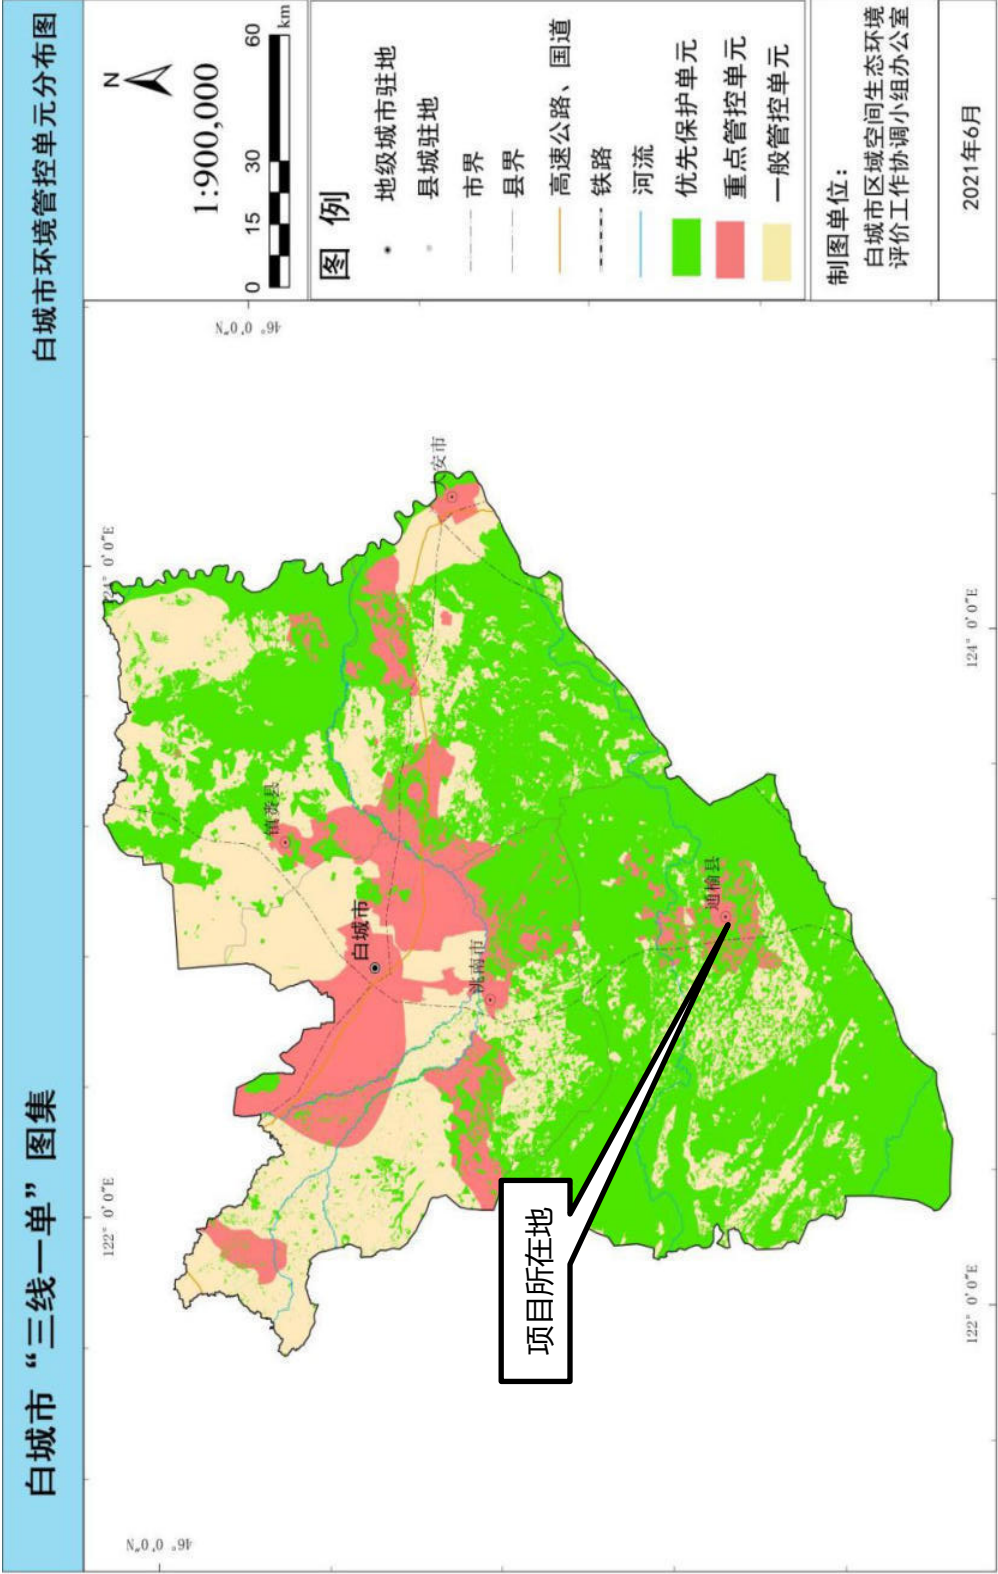 白城市“三线一单”图集
白城市环境管控单元分布图
N
1:900,000
0 15 30 60
km
图 例
地级城市驻地
县城驻地
市界
县界
高速公路、国道
铁路
河流
优先保护单元
重点管控单元
一般管控单元
制图单位：
白城市区域空间生态环境
评价工作协调小组办公室
2021年6月
122° 0′0″E
124° 0′0″E
46° 0′0″N
46° 0′0″N
122° 0′0″E
124° 0′0″E
镇赉县
白城市
洮南市
大安市
通榆县
项目所在地